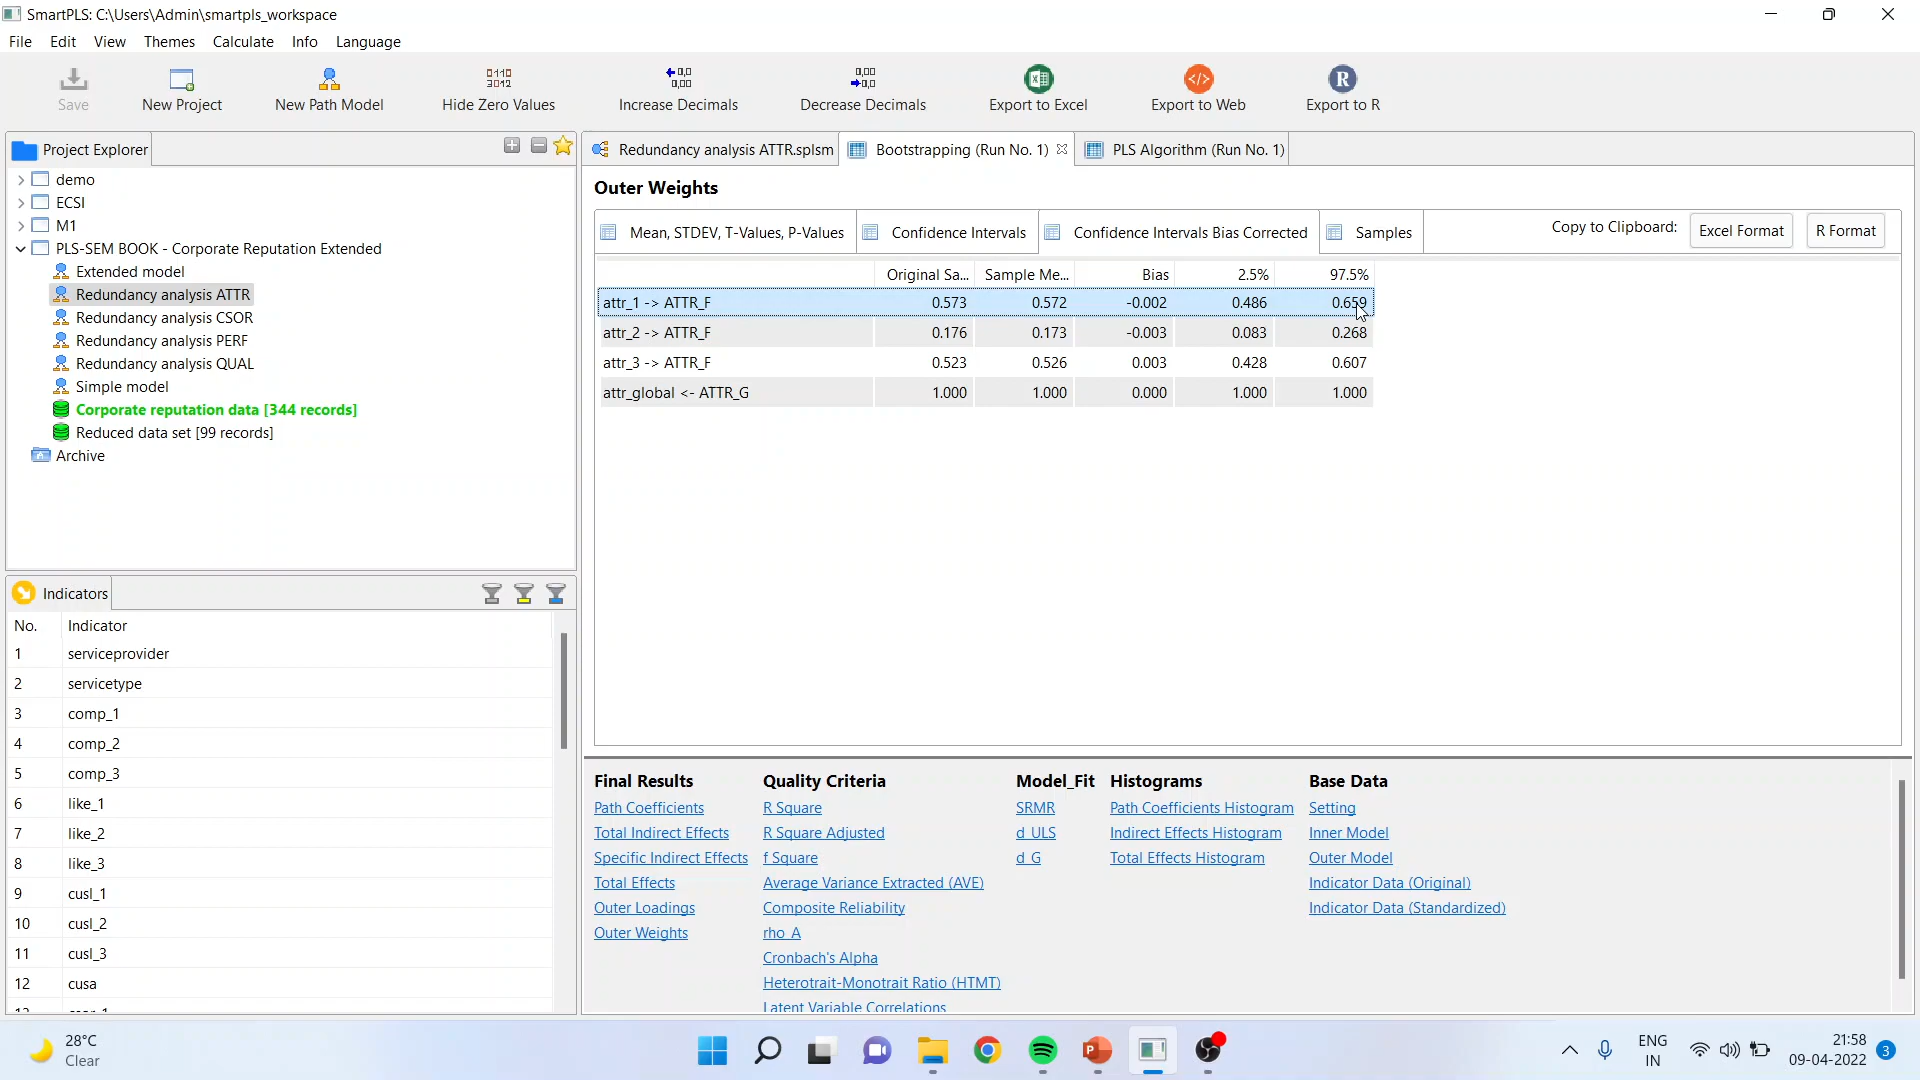 SmartPLS: C:\Users\Admin\smartpls_workspace
File Edit View Themes Calculate Info Language
Save New Project New Path Model Hide Zero Values Increase Decimals Decrease Decimals Export to Excel Export to Web Export to R
Project Explorer
demo
ECSI
M1
PLS-SEM BOOK - Corporate Reputation Extended
Extended model
Redundancy analysis ATTR
Redundancy analysis CSOR
Redundancy analysis PERF
Redundancy analysis QUAL
Simple model
Corporate reputation data [344 records]
Reduced data set [99 records]
Archive
Indicators
No. Indicator
1 serviceprovider
2 servicetype
3 comp_1
4 comp_2
5 comp_3
6 like_1
7 like_2
8 like_3
9 cusl_1
10 cusl_2
11 cusl_3
12 cusa
Redundancy analysis ATTR.splsm Bootstrapping (Run No. 1) PLS Algorithm (Run No. 1)
Outer Weights
Mean, STDEV, T-Values, P-Values Confidence Intervals Confidence Intervals Bias Corrected Samples Copy to Clipboard: Excel Format R Format
Original Sa... Sample Me... Bias 2.5% 97.5%
attr_1 -> ATTR_F 0.573 0.572 -0.002 0.486 0.659
attr_2 -> ATTR_F 0.176 0.173 -0.003 0.083 0.268
attr_3 -> ATTR_F 0.523 0.526 0.003 0.428 0.607
attr_global <- ATTR_G 1.000 1.000 0.000 1.000 1.000
Final Results Quality Criteria Model_Fit Histograms Base Data
Path Coefficients R Square SRMR Path Coefficients Histogram Setting
Total Indirect Effects R Square Adjusted d_ULS Indirect Effects Histogram Inner Model
Specific Indirect Effects f Square d_G Total Effects Histogram Outer Model
Total Effects Average Variance Extracted (AVE) Indicator Data (Original)
Outer Loadings Composite Reliability Indicator Data (Standardized)
Outer Weights rho_A
Cronbach's Alpha
Heterotrait-Monotrait Ratio (HTMT)
Latent Variable Correlations
28°C
Clear
ENG
IN
21:58
09-04-2022
3